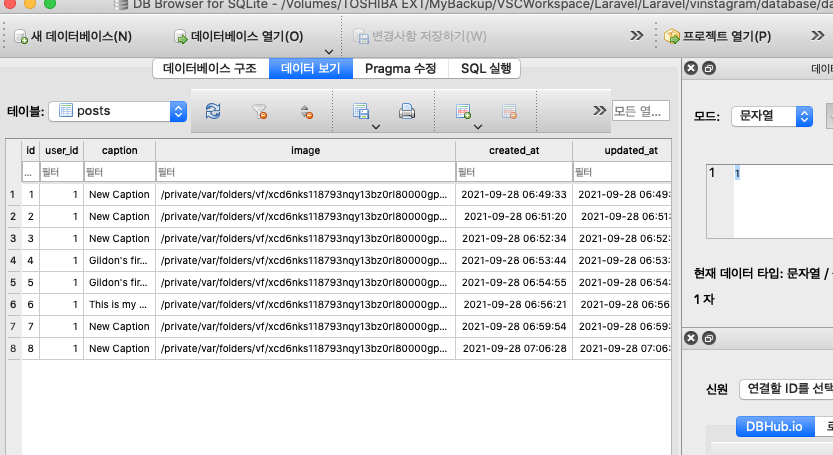 DB Browser for SQLite - /Volumes/TOSHIBA EXT/MyBackup/VSCWorkspace/Laravel/Laravel/vinstagram/database/da
새 데이터베이스(N) 데이터베이스 열기(O) 변경사항 저장하기(W) 프로젝트 열기(P)
데이터베이스 구조 데이터 보기 Pragma 수정 SQL 실행
테이블: posts 모든 열...
id user_id caption image created_at updated_at
... 필터 필터 필터 필터 필터
1 1 1 New Caption /private/var/folders/vf/xcd6nks118793nqy13bz0rl80000gp... 2021-09-28 06:49:33 2021-09-28 06:49:
2 2 1 New Caption /private/var/folders/vf/xcd6nks118793nqy13bz0rl80000gp... 2021-09-28 06:51:20 2021-09-28 06:51:
3 3 1 New Caption /private/var/folders/vf/xcd6nks118793nqy13bz0rl80000gp... 2021-09-28 06:52:34 2021-09-28 06:52:
4 4 1 Gildon's fir... /private/var/folders/vf/xcd6nks118793nqy13bz0rl80000gp... 2021-09-28 06:53:44 2021-09-28 06:53:
5 5 1 Gildon's fir... /private/var/folders/vf/xcd6nks118793nqy13bz0rl80000gp... 2021-09-28 06:54:55 2021-09-28 06:54:
6 6 1 This is my ... /private/var/folders/vf/xcd6nks118793nqy13bz0rl80000gp... 2021-09-28 06:56:21 2021-09-28 06:56
7 7 1 New Caption /private/var/folders/vf/xcd6nks118793nqy13bz0rl80000gp... 2021-09-28 06:59:54 2021-09-28 06:59:
8 8 1 New Caption /private/var/folders/vf/xcd6nks118793nqy13bz0rl80000gp... 2021-09-28 07:06:28 2021-09-28 07:06:
데이터
모드: 문자열
1 1
현재 데이터 타입: 문자열 /
1 자
신원 연결할 ID를 선택
DBHub.io 로